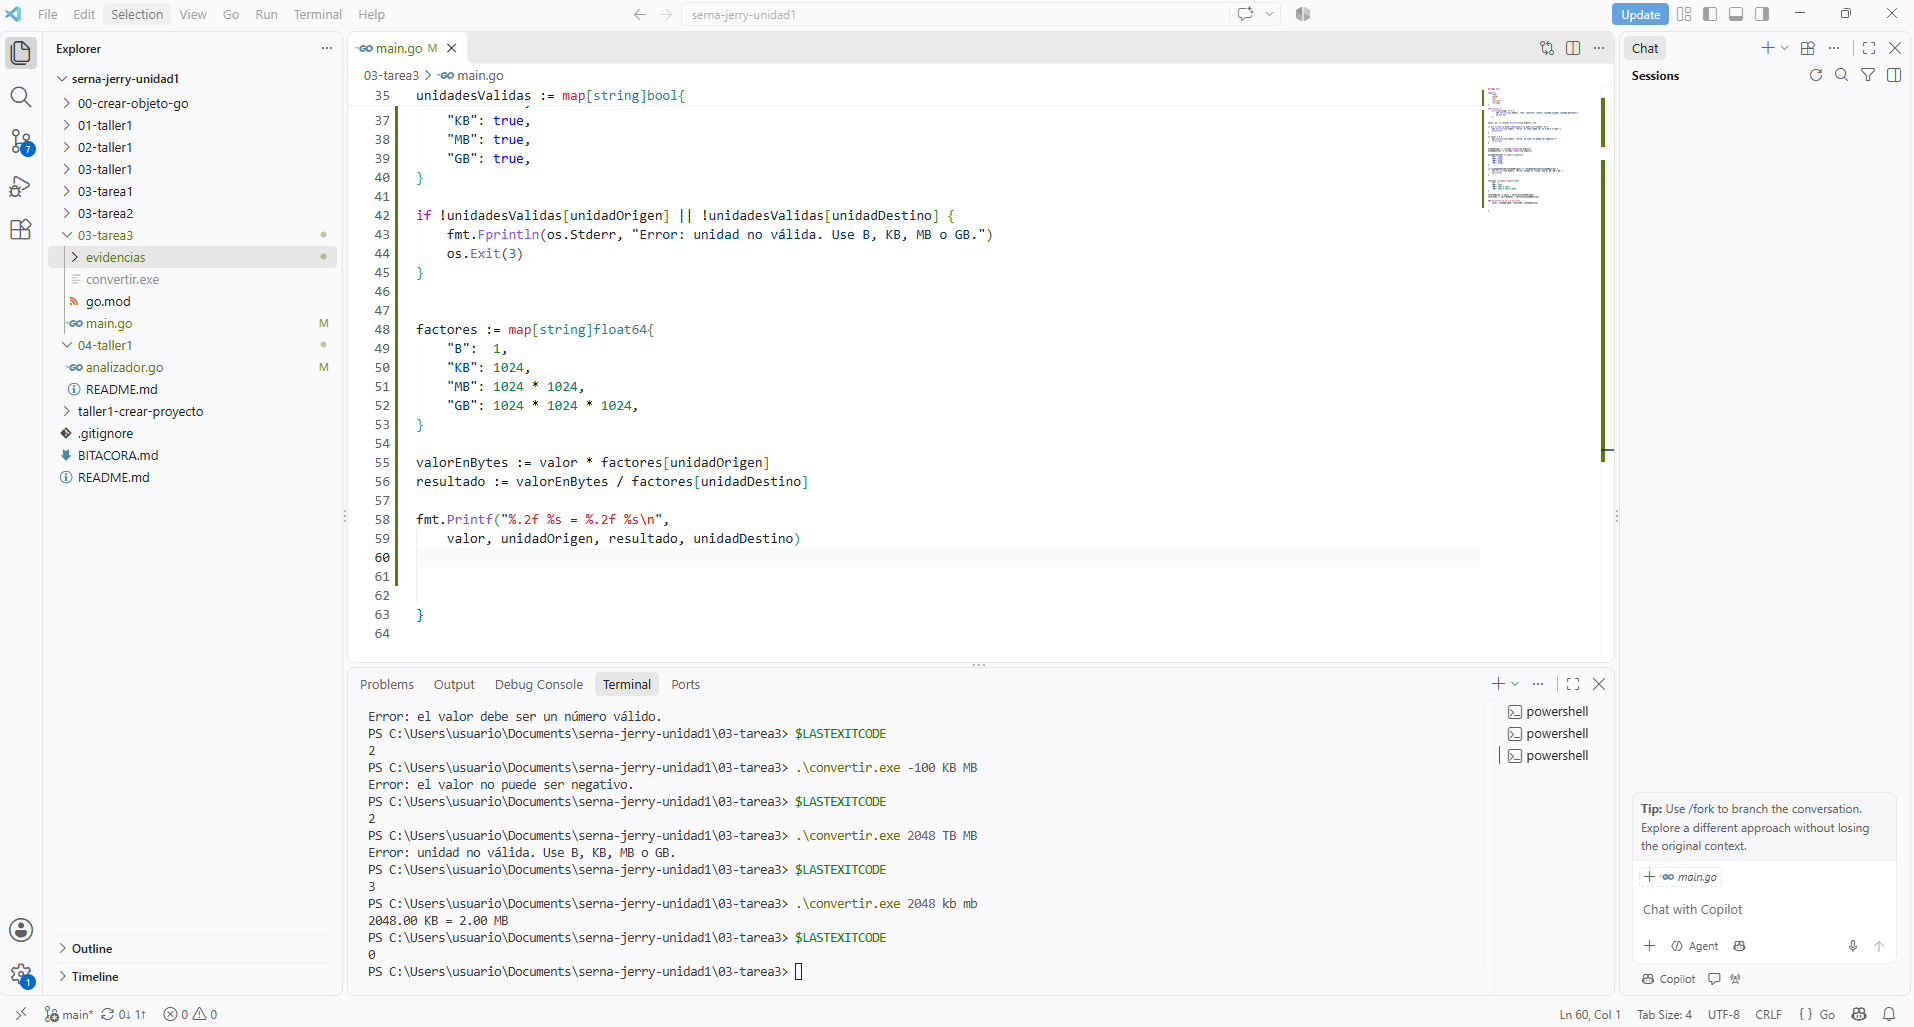 File Edit Selection View Go Run Terminal Help
serna-jerry-unidad1
Update
Explorer
serna-jerry-unidad1
00-crear-objeto-go
01-taller1
02-taller1
03-taller1
03-tarea1
03-tarea2
03-tarea3
evidencias
convertir.exe
go.mod
main.go M
04-taller1
analizador.go M
README.md
taller1-crear-proyecto
.gitignore
BITACORA.md
README.md
Outline
Timeline
main.go M
03-tarea3 > main.go
35 unidadesValidas := map[string]bool{
37 "KB": true,
38 "MB": true,
39 "GB": true,
40 }
41
42 if !unidadesValidas[unidadOrigen] || !unidadesValidas[unidadDestino] {
43 fmt.Fprintln(os.Stderr, "Error: unidad no válida. Use B, KB, MB o GB.")
44 os.Exit(3)
45 }
46
47
48 factores := map[string]float64{
49 "B": 1,
50 "KB": 1024,
51 "MB": 1024 * 1024,
52 "GB": 1024 * 1024 * 1024,
53 }
54
55 valorEnBytes := valor * factores[unidadOrigen]
56 resultado := valorEnBytes / factores[unidadDestino]
57
58 fmt.Printf("%.2f %s = %.2f %s\n",
59 valor, unidadOrigen, resultado, unidadDestino)
60
61
62
63 }
64
Problems Output Debug Console Terminal Ports
Error: el valor debe ser un número válido.
PS C:\Users\usuario\Documents\serna-jerry-unidad1\03-tarea3> $LASTEXITCODE
2
PS C:\Users\usuario\Documents\serna-jerry-unidad1\03-tarea3> .\convertir.exe -100 KB MB
Error: el valor no puede ser negativo.
PS C:\Users\usuario\Documents\serna-jerry-unidad1\03-tarea3> $LASTEXITCODE
2
PS C:\Users\usuario\Documents\serna-jerry-unidad1\03-tarea3> .\convertir.exe 2048 TB MB
Error: unidad no válida. Use B, KB, MB o GB.
PS C:\Users\usuario\Documents\serna-jerry-unidad1\03-tarea3> $LASTEXITCODE
3
PS C:\Users\usuario\Documents\serna-jerry-unidad1\03-tarea3> .\convertir.exe 2048 kb mb
2048.00 KB = 2.00 MB
PS C:\Users\usuario\Documents\serna-jerry-unidad1\03-tarea3> $LASTEXITCODE
0
PS C:\Users\usuario\Documents\serna-jerry-unidad1\03-tarea3>
powershell
powershell
powershell
Chat
Sessions
Tip: Use /fork to branch the conversation.
Explore a different approach without losing
the original context.
main.go
Chat with Copilot
Agent
Copilot
7
1
main* 0↓ 1↑ 0 0
Ln 60, Col 1 Tab Size: 4 UTF-8 CRLF { } Go